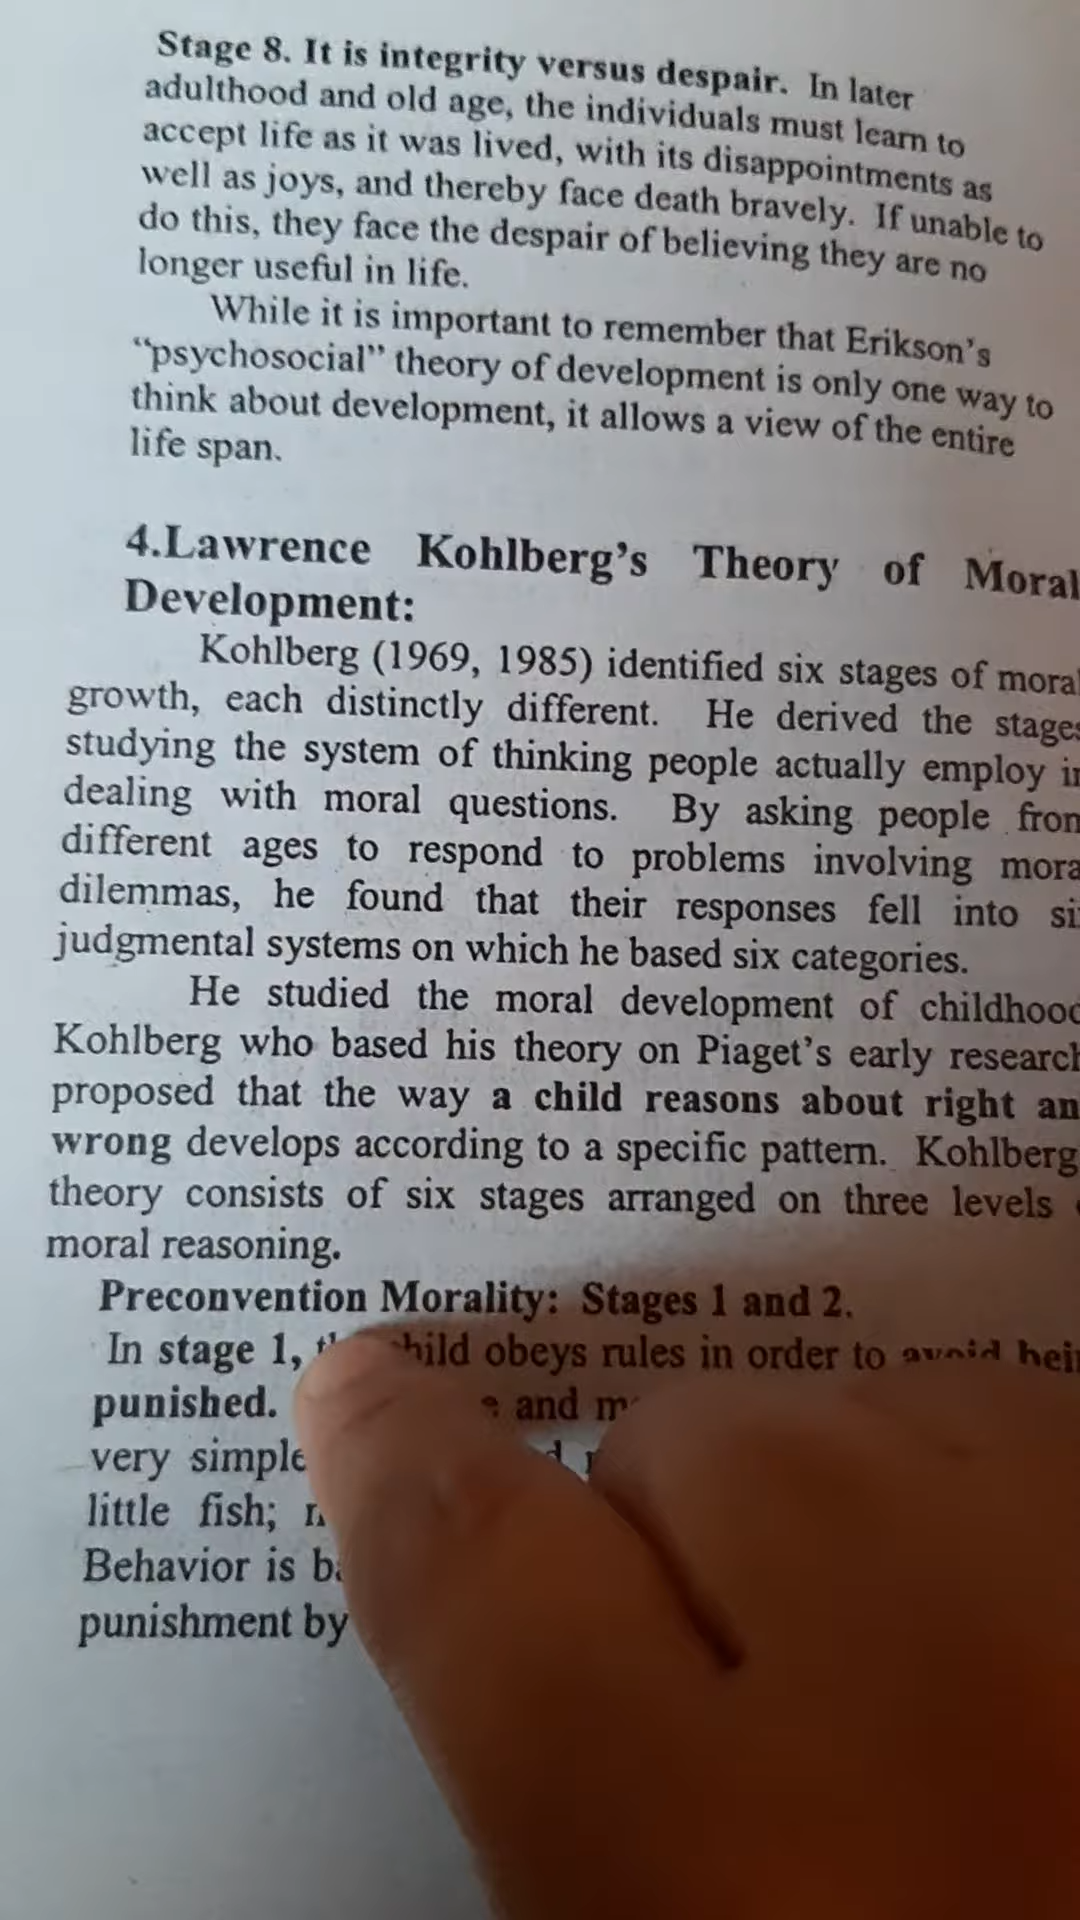 Stage 8. It is integrity versus despair. In later
adulthood and old age, the individuals must learn to
accept life as it was lived, with its disappointments as
well as joys, and thereby face death bravely. If unable to
do this, they face the despair of believing they are no
longer useful in life.
While it is important to remember that Erikson's
“psychosocial” theory of development is only one way to
think about development, it allows a view of the entire
life span.
4.Lawrence Kohlberg's Theory of Moral
Development:
Kohlberg (1969, 1985) identified six stages of moral
growth, each distinctly different. He derived the stages
studying the system of thinking people actually employ
dealing with moral questions. By asking people
different ages to respond to problems involving
dilemmas, he found that their responses fell into
judgmental systems on which he based six categories.
He studied the moral development of
Kohlberg who based his theory on Piaget's early research
proposed that the way a child reasons about right
wrong develops according to a specific pattern. Kohlberg
theory consists of six stages arranged on three levels
moral reasoning.
Preconvention Morality: Stages 1 and 2.
In stage 1, child obeys rules in order to avoid
punished. and
very simple
little fish;
Behavior is
punishment by